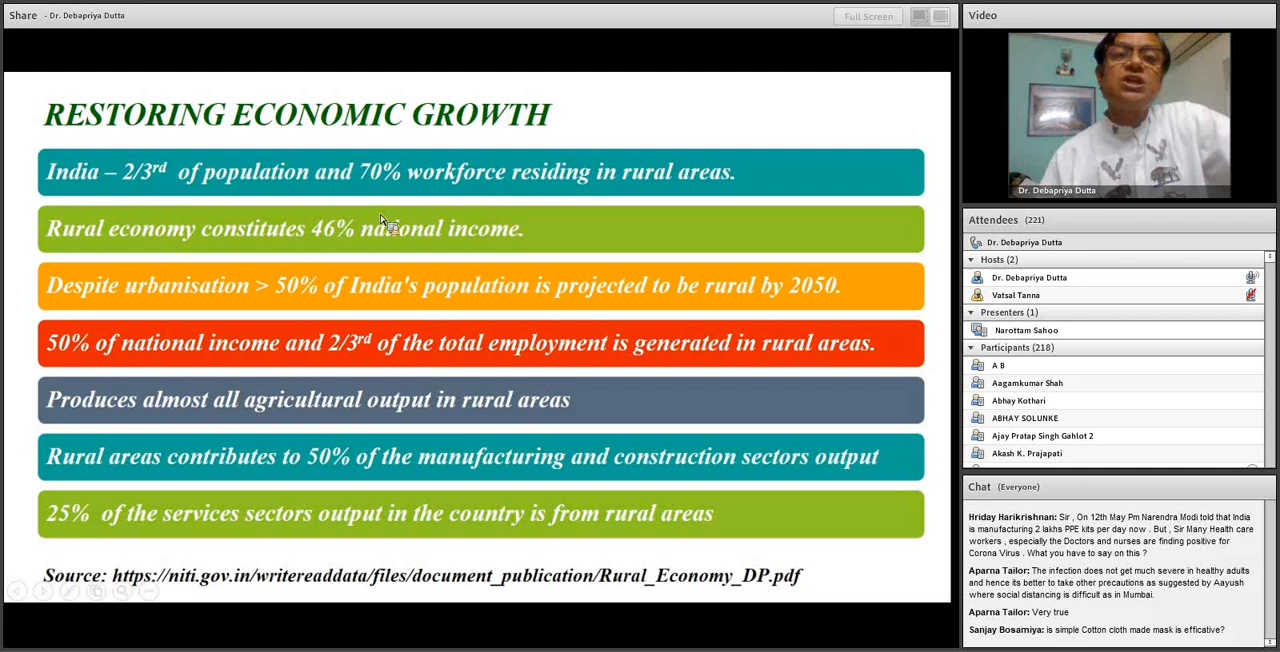 Share - Dr. Debapriya Dutta
Full Screen
RESTORING ECONOMIC GROWTH
India – 2/3rd of population and 70% workforce residing in rural areas.
Rural economy constitutes 46% national income.
Despite urbanisation > 50% of India's population is projected to be rural by 2050.
50% of national income and 2/3rd of the total employment is generated in rural areas.
Produces almost all agricultural output in rural areas
Rural areas contributes to 50% of the manufacturing and construction sectors output
25% of the services sectors output in the country is from rural areas
Source: https://niti.gov.in/writereaddata/files/document_publication/Rural_Economy_DP.pdf
Video
Dr. Debapriya Dutta
Attendees (221)
Dr. Debapriya Dutta
Hosts (2)
Dr. Debapriya Dutta
Vatsal Tanna
Presenters (1)
Narottam Sahoo
Participants (218)
A B
Aagamkumar Shah
Abhay Kothari
ABHAY SOLUNKE
Ajay Pratap Singh Gahlot 2
Akash K. Prajapati
Chat (Everyone)
Hriday Harikrishnan: Sir , On 12th May Pm Narendra Modi told that India
is manufacturing 2 lakhs PPE kits per day now . But , Sir Many Health care
workers , especially the Doctors and nurses are finding positive for
Corona Virus . What you have to say on this ?
Aparna Tailor: The infection does not get much severe in healthy adults
and hence its better to take other precautions as suggested by Aayush
where social distancing is difficult as in Mumbai.
Aparna Tailor: Very true
Sanjay Bosamiya: is simple Cotton cloth made mask is efficative?